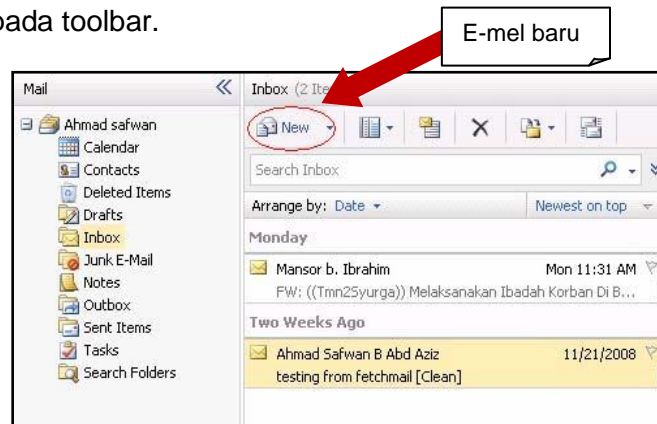 pada toolbar.
E-mel baru
Mail
Inbox (2 Ite
Ahmad safwan
Calendar
Contacts
Deleted Items
Drafts
Inbox
Junk E-Mail
Notes
Outbox
Sent Items
Tasks
Search Folders
New
Search Inbox
Arrange by: Date Newest on top
Monday
Mansor b. Ibrahim Mon 11:31 AM
FW: ((Tmn2Syurga)) Melaksanakan Ibadah Korban Di B...
Two Weeks Ago
Ahmad Safwan B Abd Aziz 11/21/2008
testing from fetchmail [Clean]